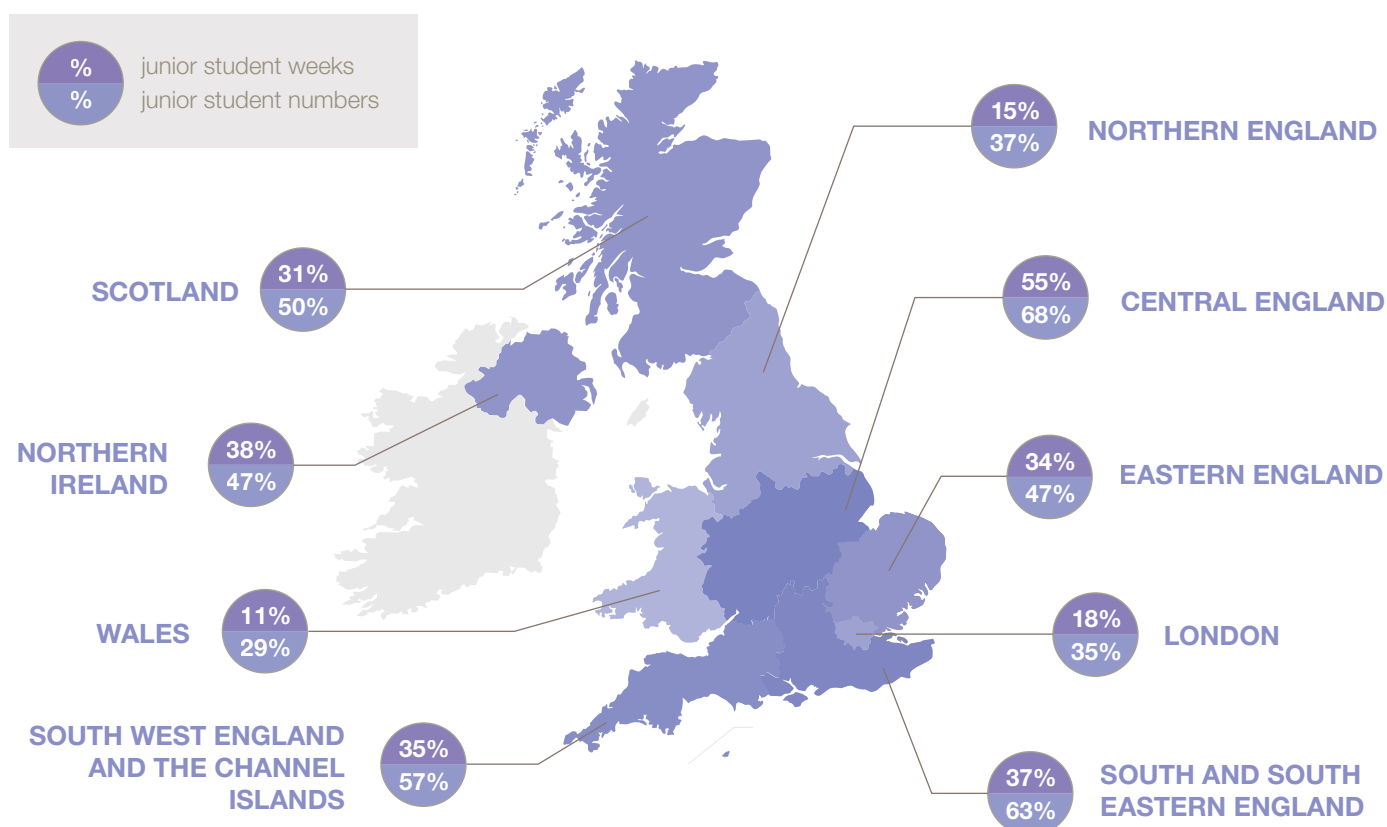 %
junior student weeks
%
junior student numbers
15%
37%
NORTHERN ENGLAND
31%
50%
SCOTLAND
55%
68%
CENTRAL ENGLAND
38%
47%
NORTHERN
IRELAND
34%
47%
EASTERN ENGLAND
11%
29%
WALES
18%
35%
LONDON
35%
57%
SOUTH WEST ENGLAND
AND THE CHANNEL
ISLANDS
37%
63%
SOUTH AND SOUTH
EASTERN ENGLAND